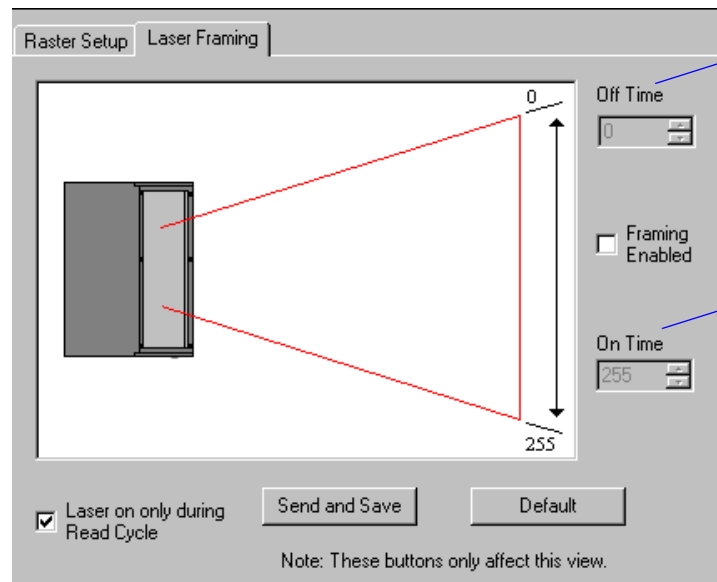 Raster Setup
Laser Framing
0
Off Time
0
Framing
Enabled
On Time
255
255
Laser on only during
Read Cycle
Send and Save
Default
Note: These buttons only affect this view.